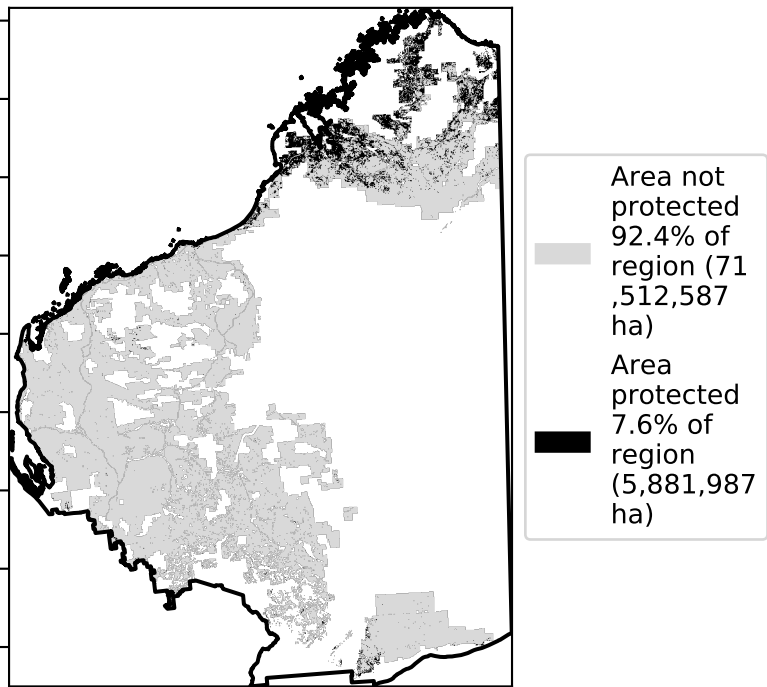 Area not
protected
92.4% of
region (71
,512,587
ha)
Area
protected
7.6% of
region
(5,881,987
ha)